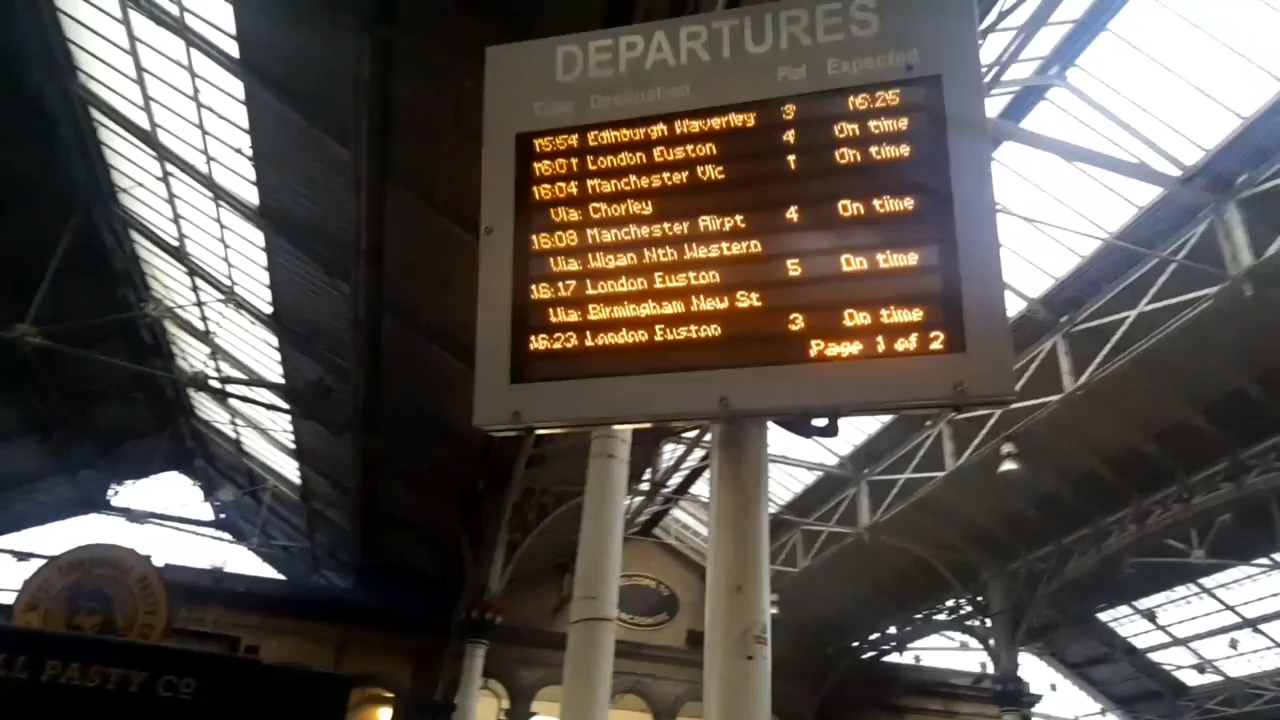 DEPARTURES
Time Destination Plat Expected
15:54 Edinburgh Waverley 3 16:25
16:01 London Euston 4 On time
16:04 Manchester Vic 1 On time
Via: Chorley
16:08 Manchester Airpt 4 On time
Via: Wigan Nth Western
16:17 London Euston 5 On time
Via: Birmingham New St
16:23 London Euston 3 On time
Page 1 of 2
LL PASTY Co